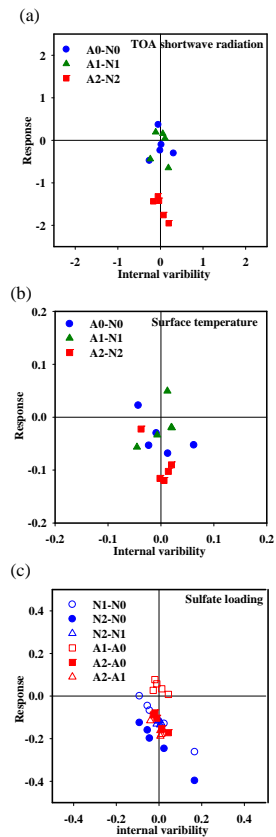 (a)
TOA shortwave radiation
A0-N0
A1-N1
A2-N2
2
1
0
-1
-2
Response
-2 -1 0 1 2
Internal varibility
(b)
0.2
Surface temperature
A0-N0
A1-N1
A2-N2
0.1
0.0
-0.1
-0.2
Response
-0.2 -0.1 0.0 0.1 0.2
Internal varibility
(c)
Sulfate loading
0.4
N1-N0
N2-N0
N2-N1
A1-A0
A2-A0
A2-A1
0.2
-0.0
-0.2
-0.4
Response
-0.4 -0.2 0.0 0.2 0.4
internal varibility